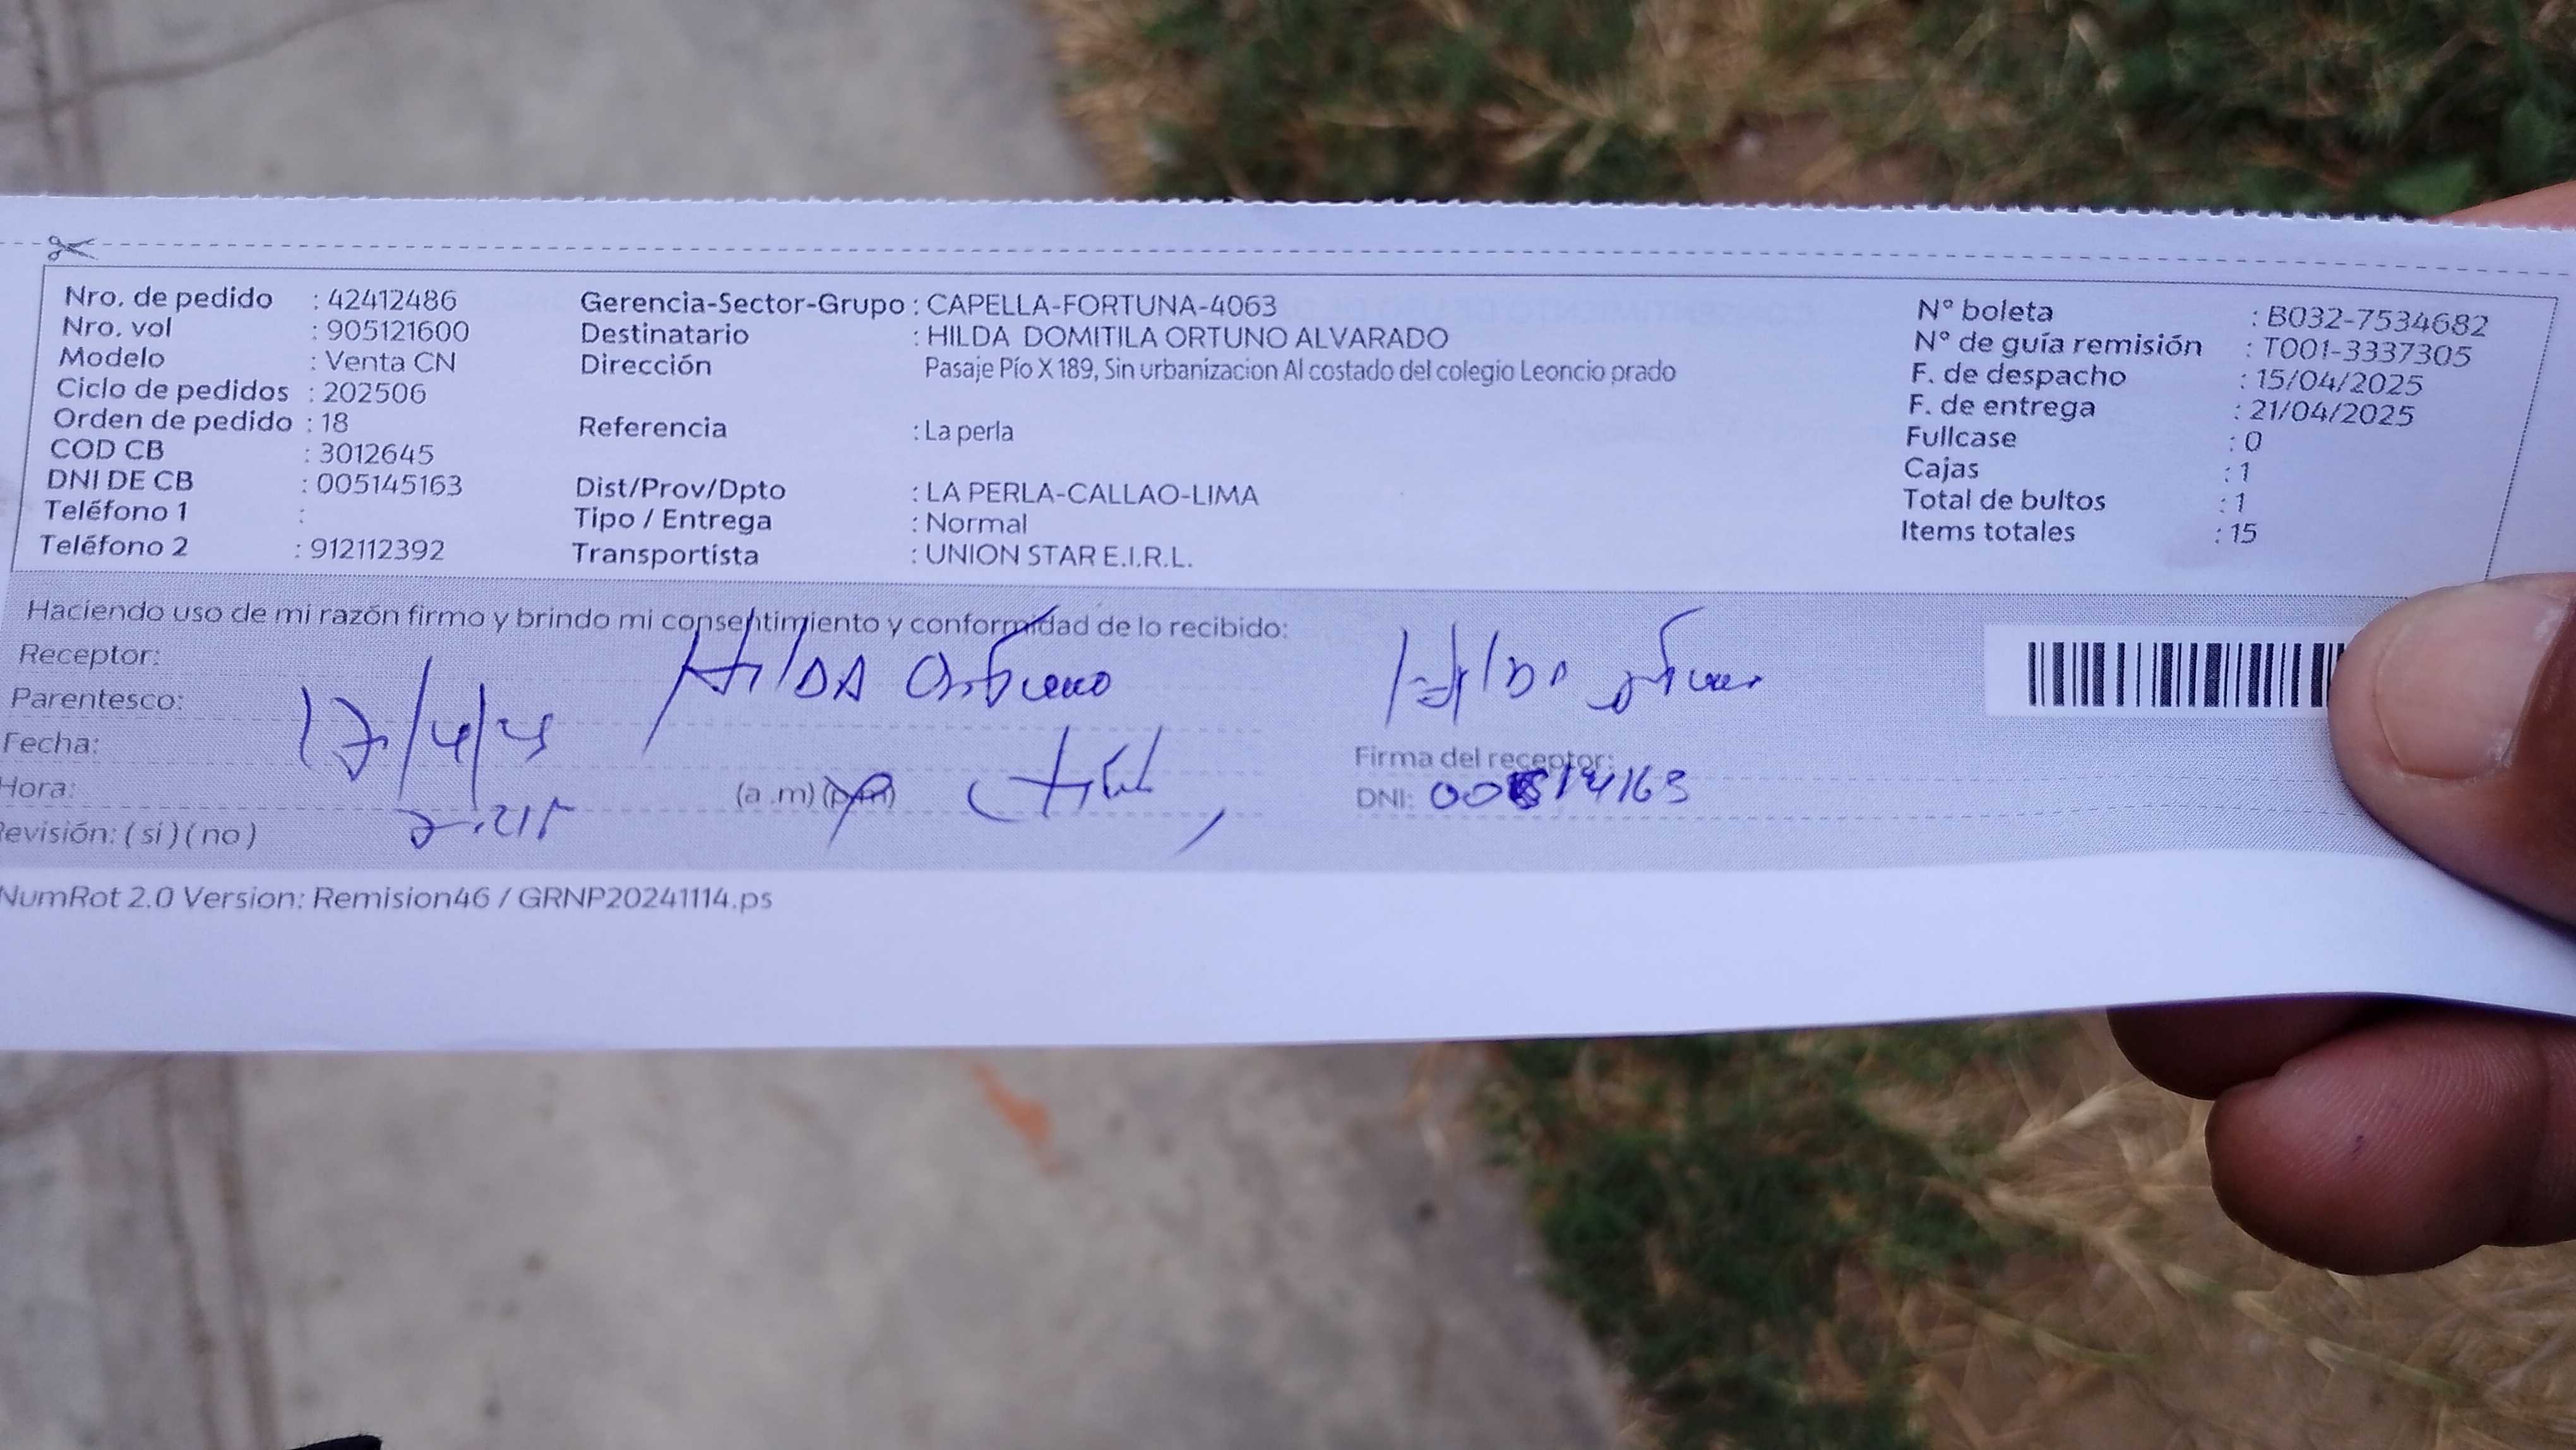 Nro. de pedido : 42412486
Nro. vol : 905121600
Modelo : Venta CN
Ciclo de pedidos : 202506
Orden de pedido : 18
COD CB : 3012645
DNI DE CB : 005145163
Teléfono 1 :
Teléfono 2 : 912112392
Gerencia-Sector-Grupo : CAPELLA-FORTUNA-4063
Destinatario : HILDA DOMITILA ORTUNO ALVARADO
Dirección Pasaje Pío X 189, Sin urbanizacion Al costado del colegio Leoncio prado
Referencia : La perla
Dist/Prov/Dpto : LA PERLA-CALLAO-LIMA
Tipo / Entrega : Normal
Transportista : UNION STAR E.I.R.L.
N° boleta : B032-7534682
N° de guía remisión : T001-3337305
F. de despacho : 15/04/2025
F. de entrega : 21/04/2025
Fullcase : 0
Cajas : 1
Total de bultos : 1
Items totales : 15
Haciendo uso de mi razón firmo y brindo mi consentimiento y conformidad de lo recibido:
Receptor: HilDA Ortuno
Parentesco:
Fecha: 17/4/25
Hora: (a .m) (p.m)
Revisión: ( si ) ( no )
Firma del receptor:
DNI:
NumRot 2.0 Version: Remision46 / GRNP20241114.ps